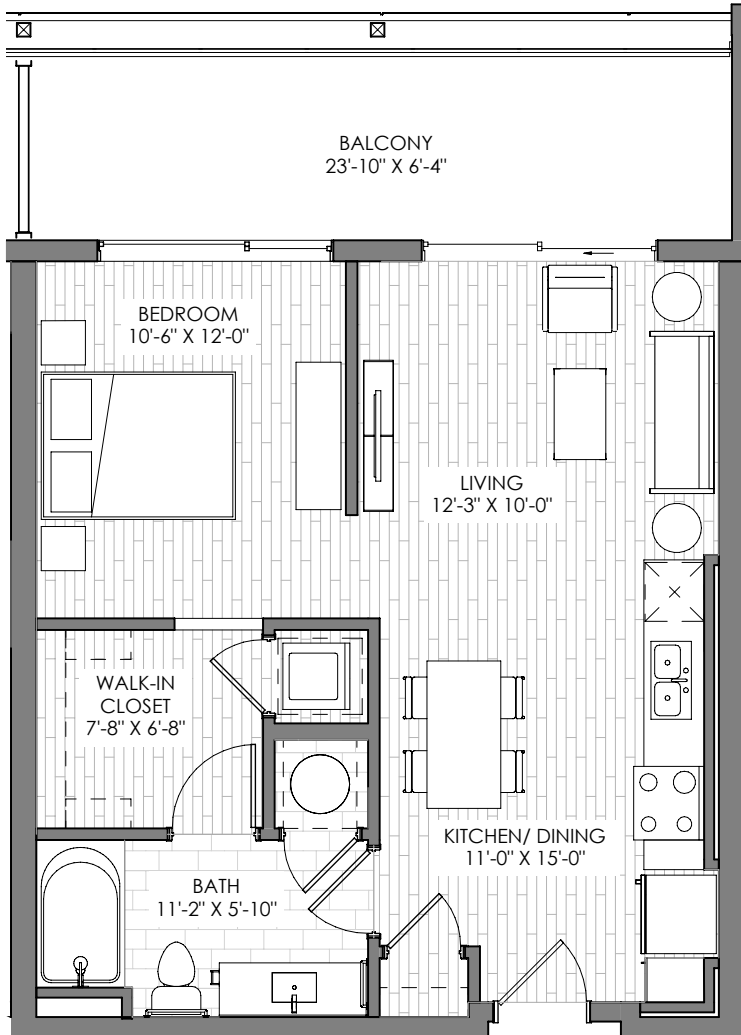 BALCONY
23'-10" X 6'-4"
BEDROOM
10'-6" X 12'-0"
LIVING
12'-3" X 10'-0"
WALK-IN
CLOSET
7'-8" X 6'-8"
KITCHEN/ DINING
11'-0" X 15'-0"
BATH
11'-2" X 5'-10"